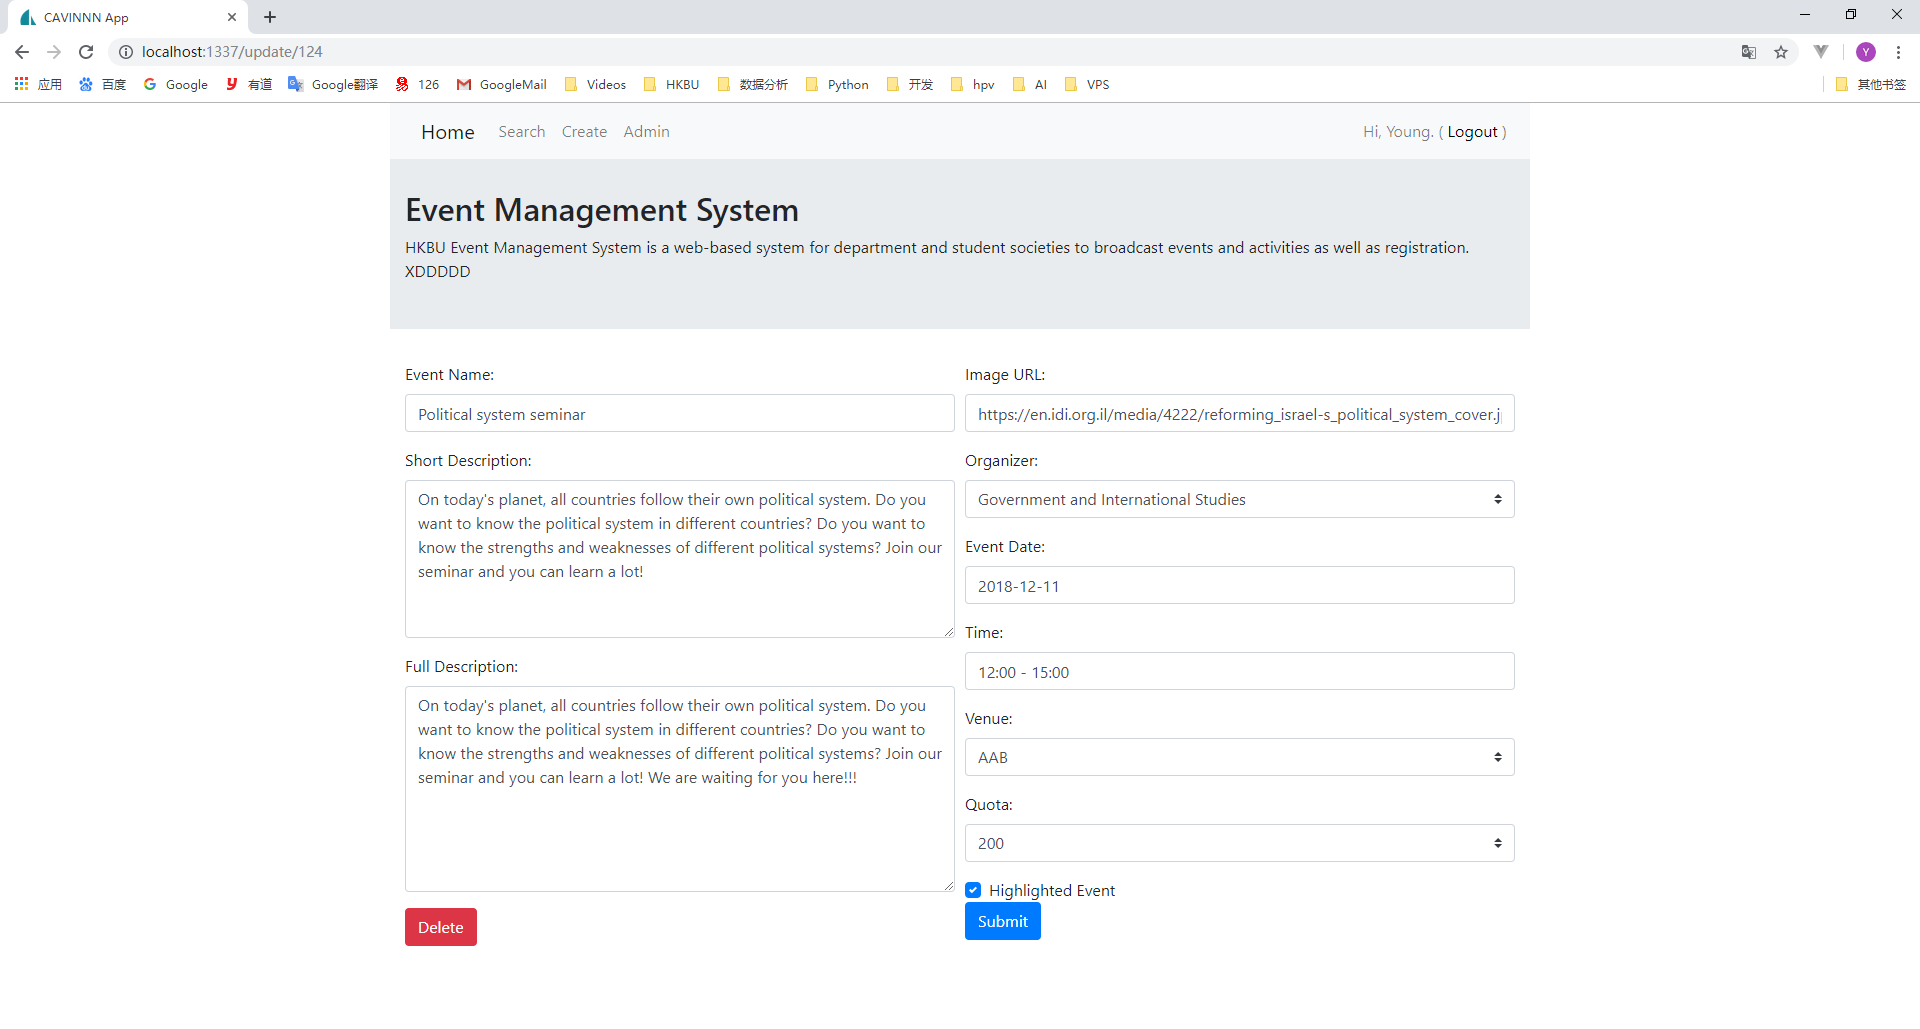 CAVINNN App
localhost:1337/update/124
Y
应用 百度 Google 有道 Google翻译 126 GoogleMail Videos HKBU 数据分析 Python 开发 hpv AI VPS 其他书签
Home Search Create Admin Hi, Young. ( Logout )
Event Management System
HKBU Event Management System is a web-based system for department and student societies to broadcast events and activities as well as registration.
XDDDDD
Event Name:
Political system seminar
Short Description:
On today's planet, all countries follow their own political system. Do you
want to know the political system in different countries? Do you want to
know the strengths and weaknesses of different political systems? Join our
seminar and you can learn a lot!
Full Description:
On today's planet, all countries follow their own political system. Do you
want to know the political system in different countries? Do you want to
know the strengths and weaknesses of different political systems? Join our
seminar and you can learn a lot! We are waiting for you here!!!
Delete
Image URL:
https://en.idi.org.il/media/4222/reforming_israel-s_political_system_cover.j
Organizer:
Government and International Studies
Event Date:
2018-12-11
Time:
12:00 - 15:00
Venue:
AAB
Quota:
200
Highlighted Event
Submit